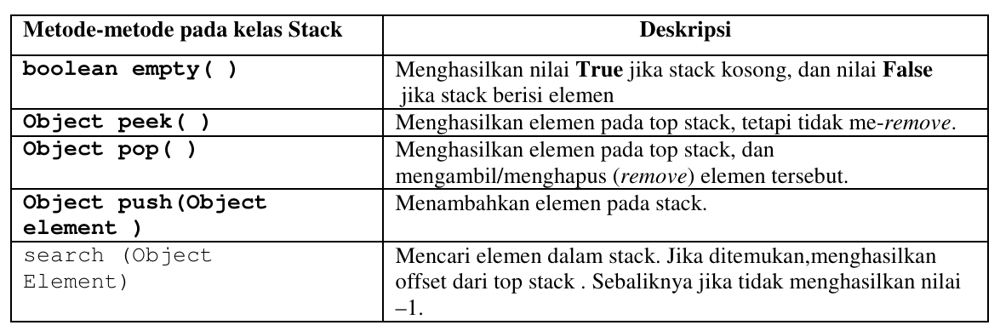 Metode-metode pada kelas Stack
Deskripsi
boolean empty( )
Menghasilkan nilai True jika stack kosong, dan nilai False
jika stack berisi elemen
Object peek( )
Menghasilkan elemen pada top stack, tetapi tidak me-remove.
Object pop( )
Menghasilkan elemen pada top stack, dan
mengambil/menghapus (remove) elemen tersebut.
Object push(Object
element )
Menambahkan elemen pada stack.
search (Object
Element)
Mencari elemen dalam stack. Jika ditemukan,menghasilkan
offset dari top stack . Sebaliknya jika tidak menghasilkan nilai
–1.